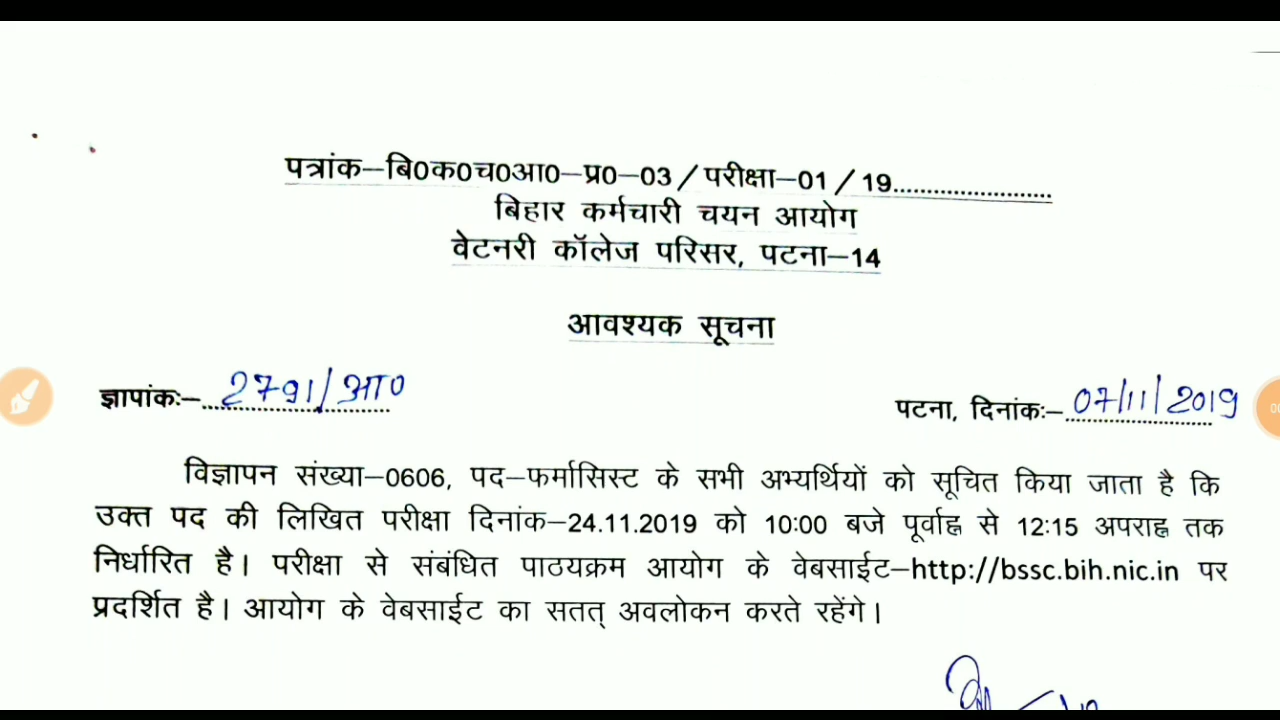 पत्रांक–बि0क0च0आ0–प्र0–03 / परीक्षा–01 / 19........................
बिहार कर्मचारी चयन आयोग
वेटनरी कॉलेज परिसर, पटना–14
आवश्यक सूचना
ज्ञापांकः–..2791/आ0
पटना, दिनांकः–07/11/2019
विज्ञापन संख्या–0606, पद–फर्मासिस्ट के सभी अभ्यर्थियों को सूचित किया जाता है कि
उक्त पद की लिखित परीक्षा दिनांक–24.11.2019 को 10:00 बजे पूर्वाह्न से 12:15 अपराह्न तक
निर्धारित है। परीक्षा से संबंधित पाठयक्रम आयोग के वेबसाईट–http://bssc.bih.nic.in पर
प्रदर्शित है। आयोग के वेबसाईट का सतत् अवलोकन करते रहेंगे।